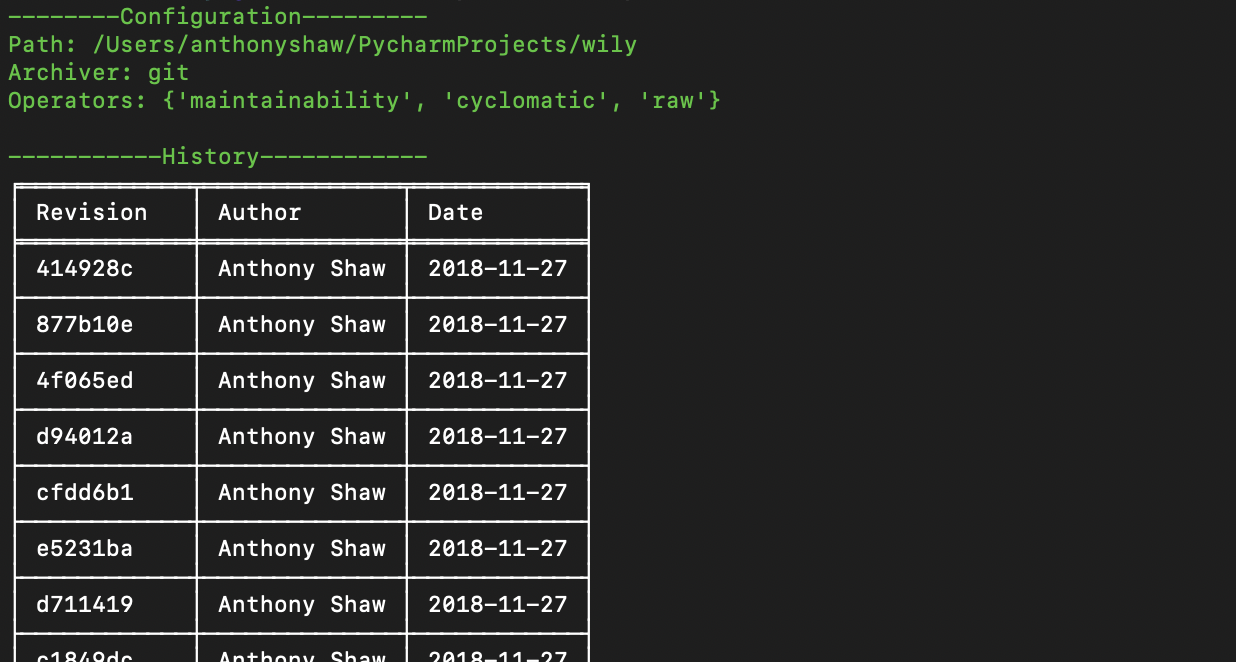 --------Configuration---------
Path: /Users/anthonyshaw/PycharmProjects/wily
Archiver: git
Operators: {'maintainability', 'cyclomatic', 'raw'}
-----------History------------
Revision Author Date
414928c Anthony Shaw 2018-11-27
877b10e Anthony Shaw 2018-11-27
4f065ed Anthony Shaw 2018-11-27
d94012a Anthony Shaw 2018-11-27
cfdd6b1 Anthony Shaw 2018-11-27
e5231ba Anthony Shaw 2018-11-27
d711419 Anthony Shaw 2018-11-27
c1849dc Anthony Shaw 2018-11-27